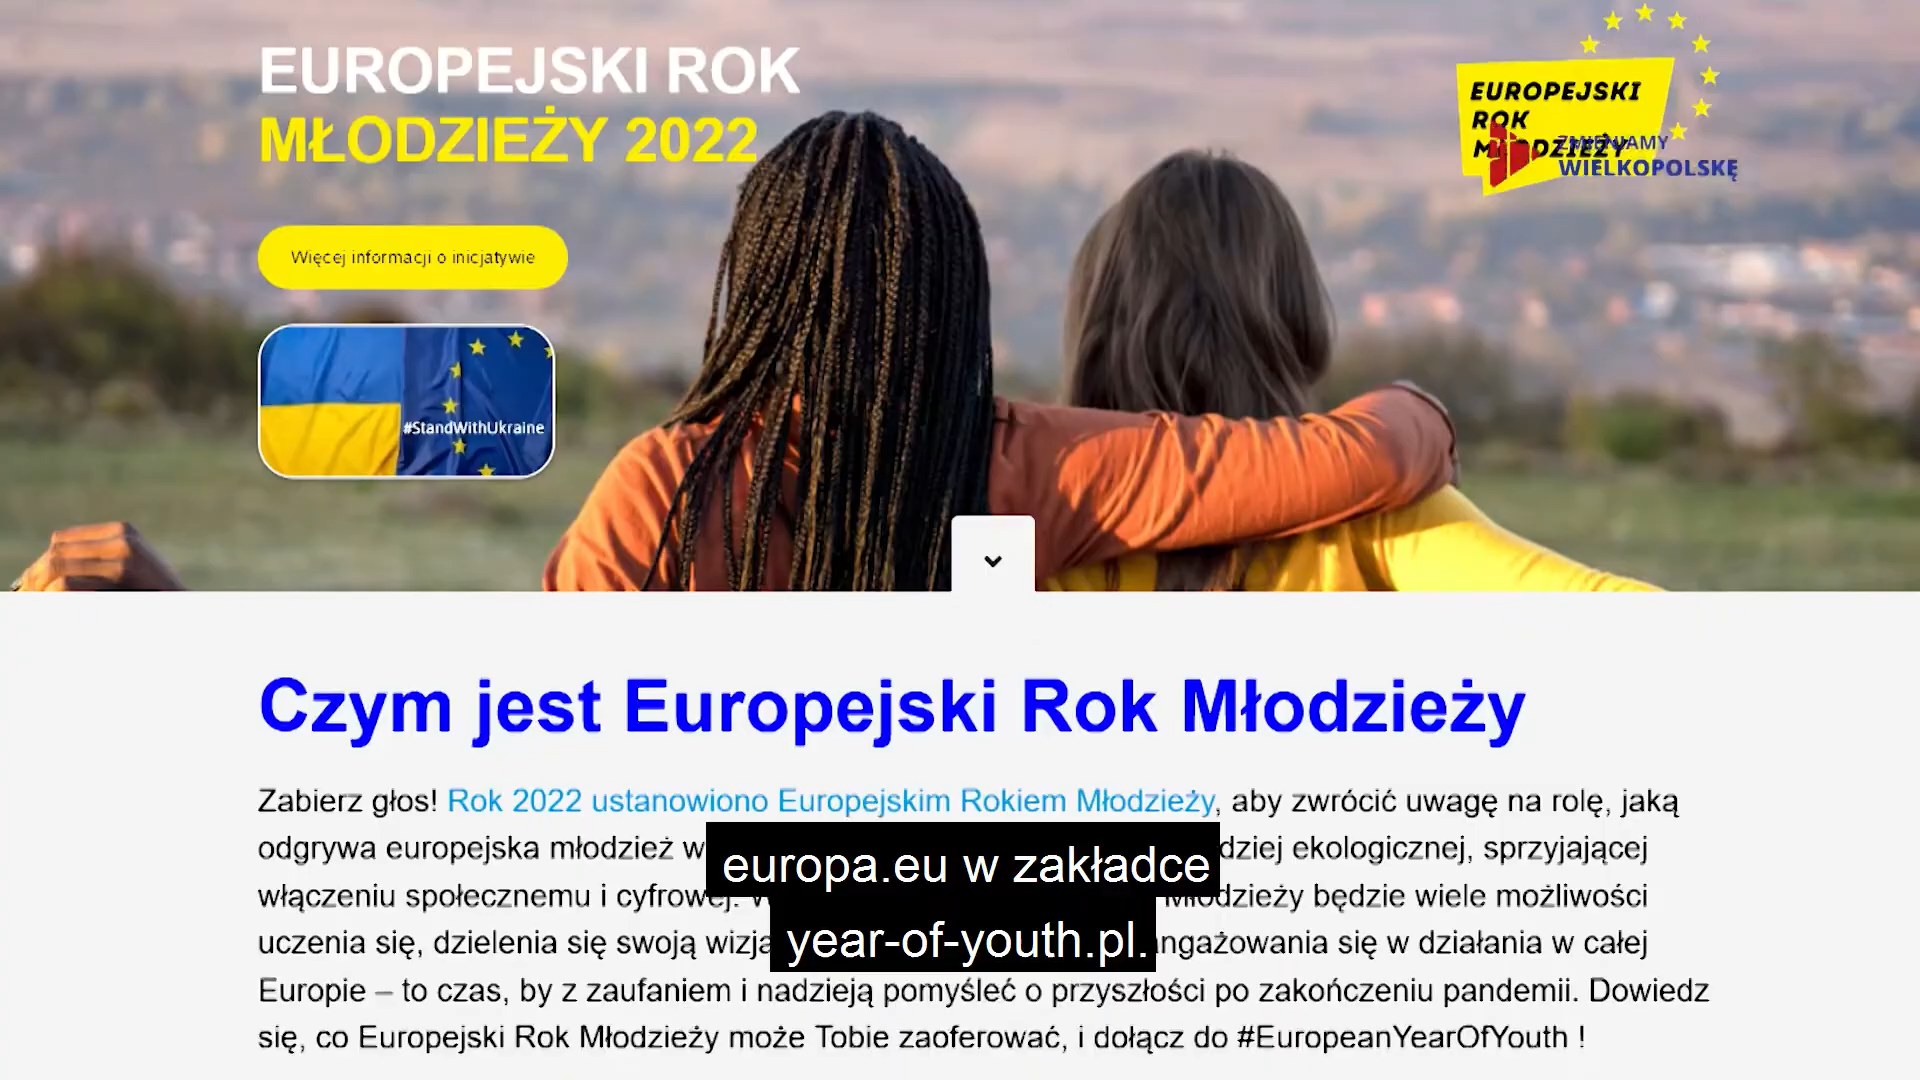 EUROPEJSKI ROK
MŁODZIEŻY 2022
EUROPEJSKI
ROK
MŁODZIEŻY
ZMIENIAMY
WIELKOPOLSKĘ
Więcej informacji o inicjatywie
#StandWithUkraine
Czym jest Europejski Rok Młodzieży
Zabierz głos! Rok 2022 ustanowiono Europejskim Rokiem Młodzieży, aby zwrócić uwagę na rolę, jaką
odgrywa europejska młodzież w dziej ekologicznej, sprzyjającej
włączeniu społecznemu i cyfrowej. Młodzieży będzie wiele możliwości
uczenia się, dzielenia się swoją wizją angażowania się w działania w całej
Europie – to czas, by z zaufaniem i nadzieją pomyśleć o przyszłości po zakończeniu pandemii. Dowiedz
się, co Europejski Rok Młodzieży może Tobie zaoferować, i dołącz do #EuropeanYearOfYouth !
europa.eu w zakładce
year-of-youth.pl.